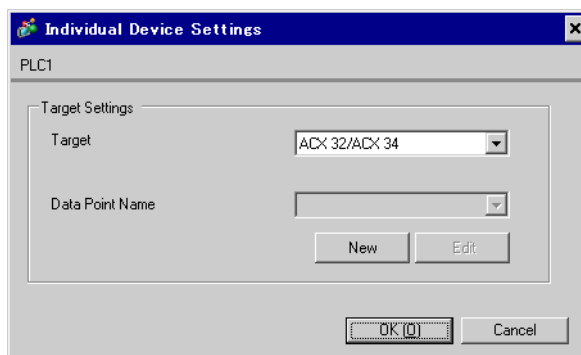 Individual Device Settings
PLC1
Target Settings
Target
ACX 32/ACX 34
Data Point Name
New
Edit
OK (O)
Cancel